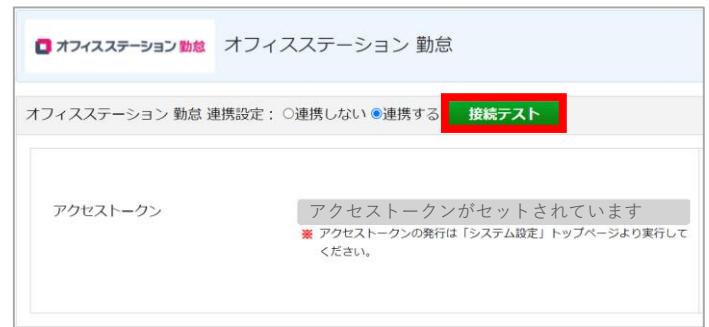 オフィスステーション 勤怠 オフィスステーション 勤怠
オフィスステーション 勤怠 連携設定： ○連携しない ◉連携する 接続テスト
アクセストークン アクセストークンがセットされています
※ アクセストークンの発行は「システム設定」トップページより実行して
ください。